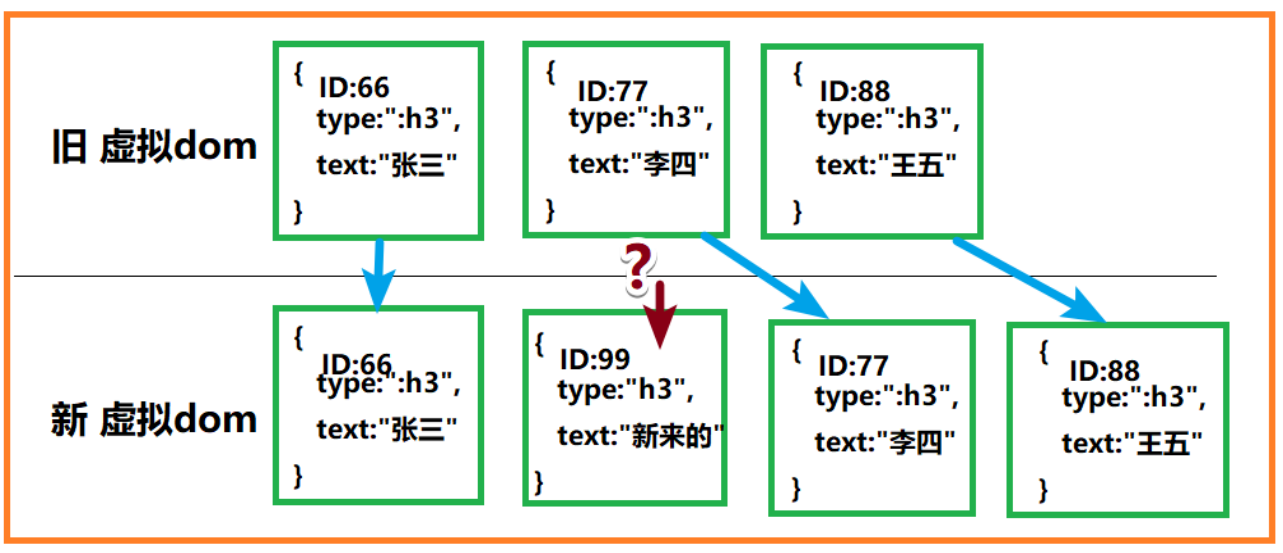 旧 虚拟dom
{
ID:66
type:":h3",
text:"张三"
}
{
ID:77
type:":h3",
text:"李四"
}
{
ID:88
type:":h3",
text:"王五"
}
?
新 虚拟dom
{
ID:66
type:":h3",
text:"张三"
}
{
ID:99
type:"h3",
text:"新来的"
}
{
ID:77
type:":h3",
text:"李四"
}
{
ID:88
type:":h3",
text:"王五"
}